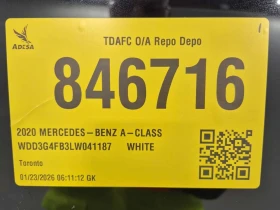 ADESA
TDAFC O/A Repo Depo
846716
2020 MERCEDES-BENZ A-CLASS
WDD3G4FB3LW041187 WHITE
Toronto
01/23/2026 06:11:12 GK